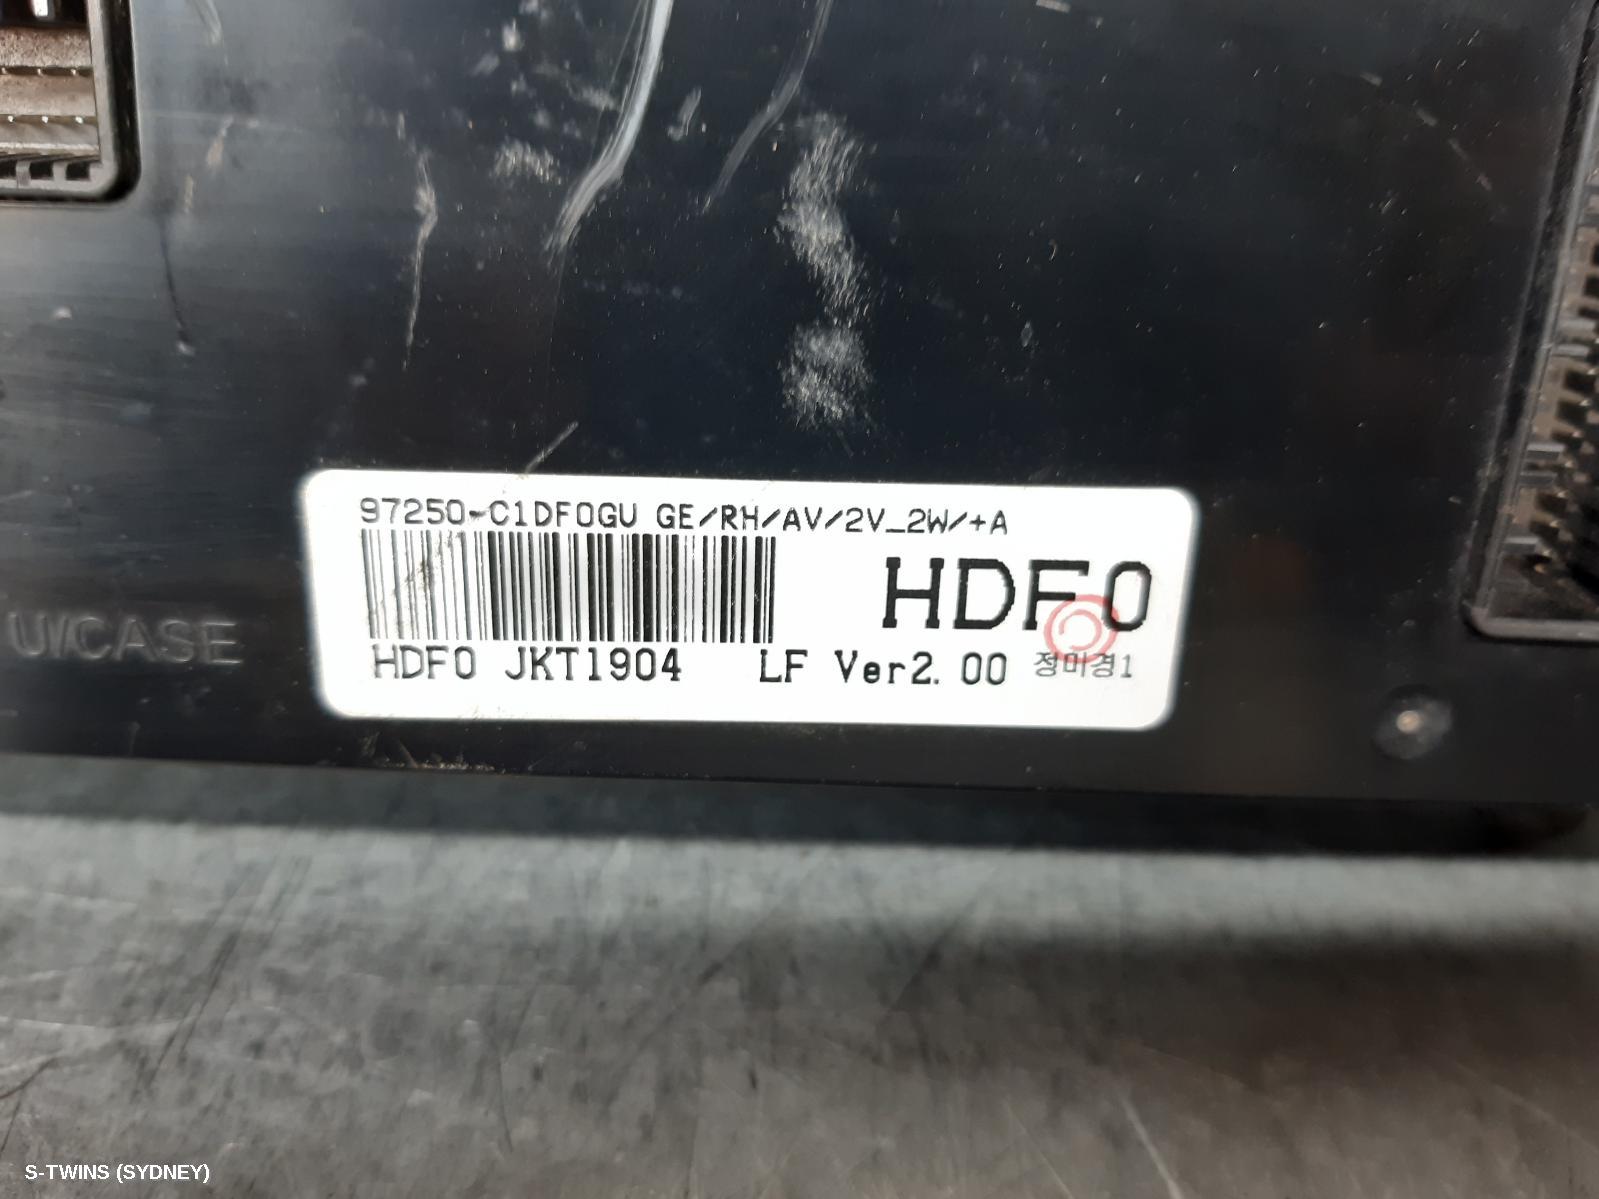 97250-C1DF0GU GE/RH/AV/2V_2W/+A
HDF0
HDF0 JKT1904 LF Ver2.00 정미경1
U/CASE
S-TWINS (SYDNEY)